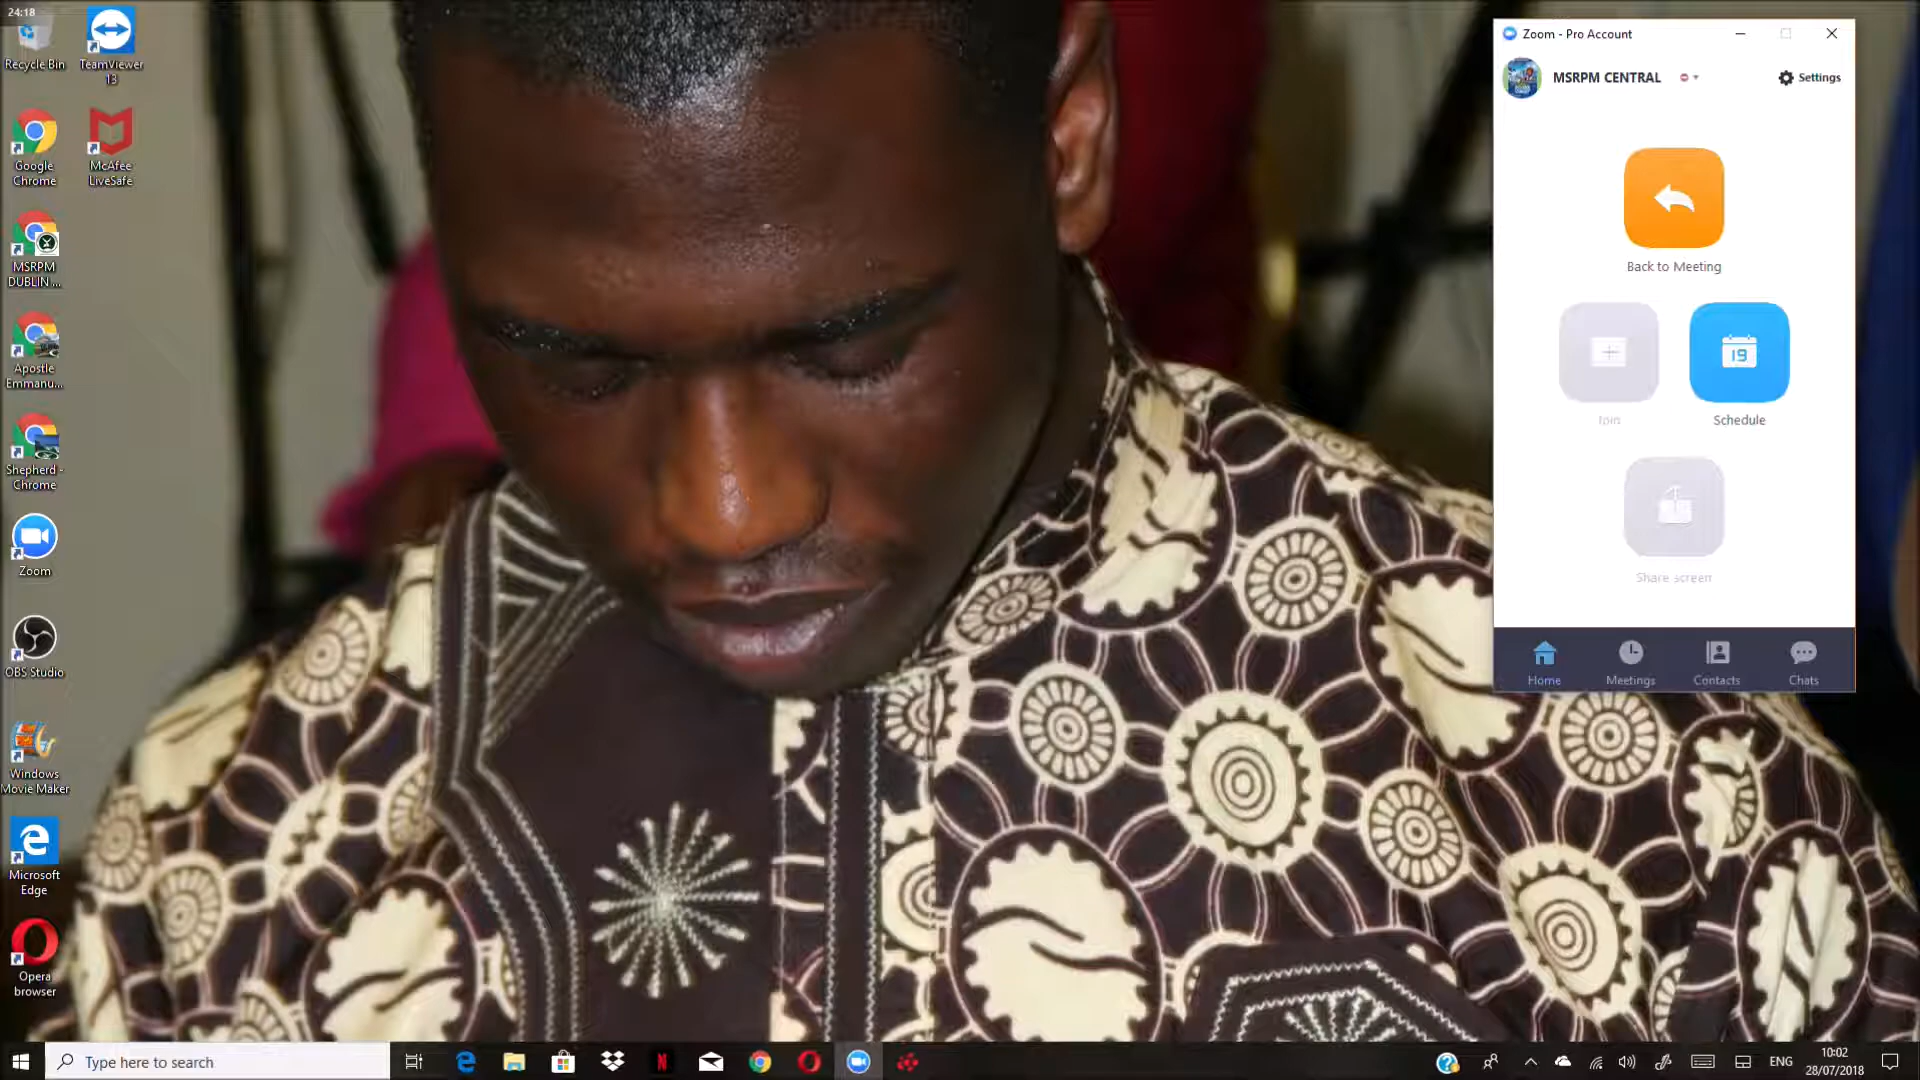 24:18
Recycle Bin
TeamViewer
13
Google
Chrome
McAfee
LiveSafe
MSRPM
DUBLIN ...
Apostle
Emmanu...
Shepherd -
Chrome
Zoom
OBS Studio
Windows
Movie Maker
Microsoft
Edge
Opera
browser
Zoom - Pro Account
MSRPM CENTRAL
Settings
Back to Meeting
19
Join
Schedule
Share screen
Home
Meetings
Contacts
Chats
Type here to search
N
ENG
10:02
28/07/2018